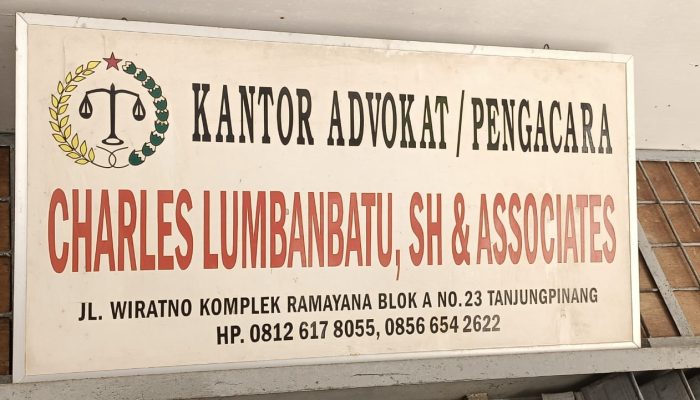 KANTOR ADVOKAT / PENGACARA
CHARLES LUMBANBATU, SH & ASSOCIATES
JL. WIRATNO KOMPLEK RAMAYANA BLOK A NO. 23 TANJUNGPINANG
HP. 0812 617 8055, 0856 654 2622